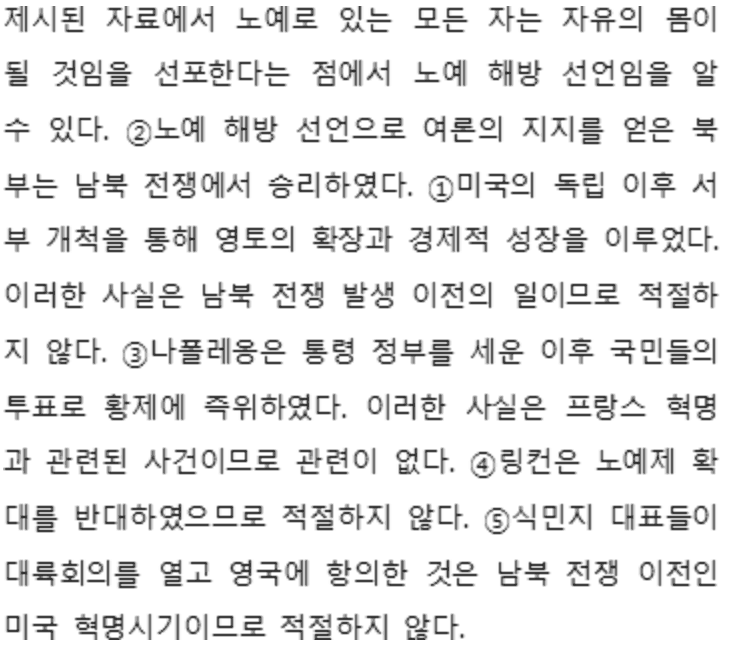 제시된 자료에서 노예로 있는 모든 자는 자유의 몸이
될 것임을 선포한다는 점에서 노예 해방 선언임을 알
수 있다. ②노예 해방 선언으로 여론의 지지를 얻은 북
부는 남북 전쟁에서 승리하였다. ①미국의 독립 이후 서
부 개척을 통해 영토의 확장과 경제적 성장을 이루었다.
이러한 사실은 남북 전쟁 발생 이전의 일이므로 적절하
지 않다. ③나폴레옹은 통령 정부를 세운 이후 국민들의
투표로 황제에 즉위하였다. 이러한 사실은 프랑스 혁명
과 관련된 사건이므로 관련이 없다. ④링컨은 노예제 확
대를 반대하였으므로 적절하지 않다. ⑤식민지 대표들이
대륙회의를 열고 영국에 항의한 것은 남북 전쟁 이전인
미국 혁명시기이므로 적절하지 않다.